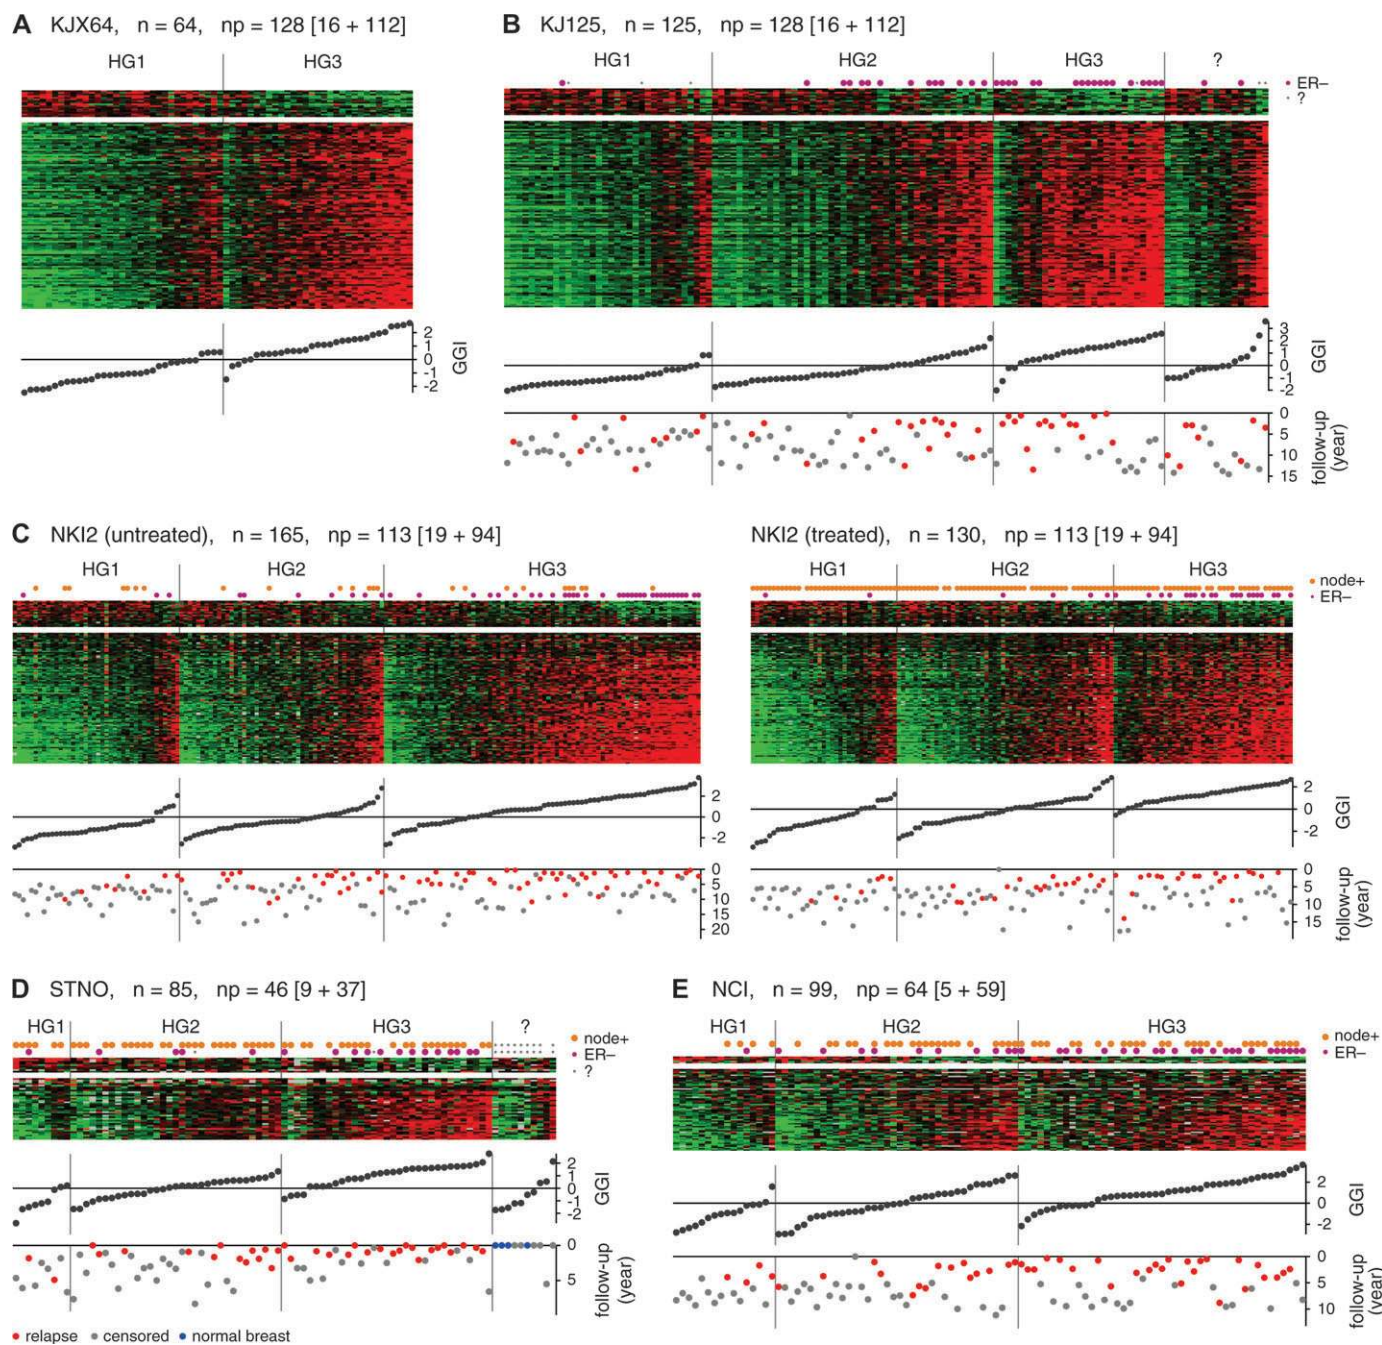 A KJX64, n = 64, np = 128 [16 + 112]
HG1 HG3
2
1
0
-1
-2
GGI
B KJ125, n = 125, np = 128 [16 + 112]
HG1 HG2 HG3 ?
ER–
?
3
2
1
0
-1
-2
GGI
0
5
10
15
follow-up
(year)
C NKI2 (untreated), n = 165, np = 113 [19 + 94]
HG1 HG2 HG3
2
0
-2
0
5
10
15
20
NKI2 (treated), n = 130, np = 113 [19 + 94]
HG1 HG2 HG3
node+
ER–
2
0
-2
GGI
0
5
10
15
follow-up
(year)
D STNO, n = 85, np = 46 [9 + 37]
HG1 HG2 HG3 ?
node+
ER–
?
2
1
0
-1
-2
GGI
0
5
follow-up
(year)
relapse censored normal breast
E NCI, n = 99, np = 64 [5 + 59]
HG1 HG2 HG3
node+
ER–
2
0
-2
GGI
0
5
10
follow-up
(year)